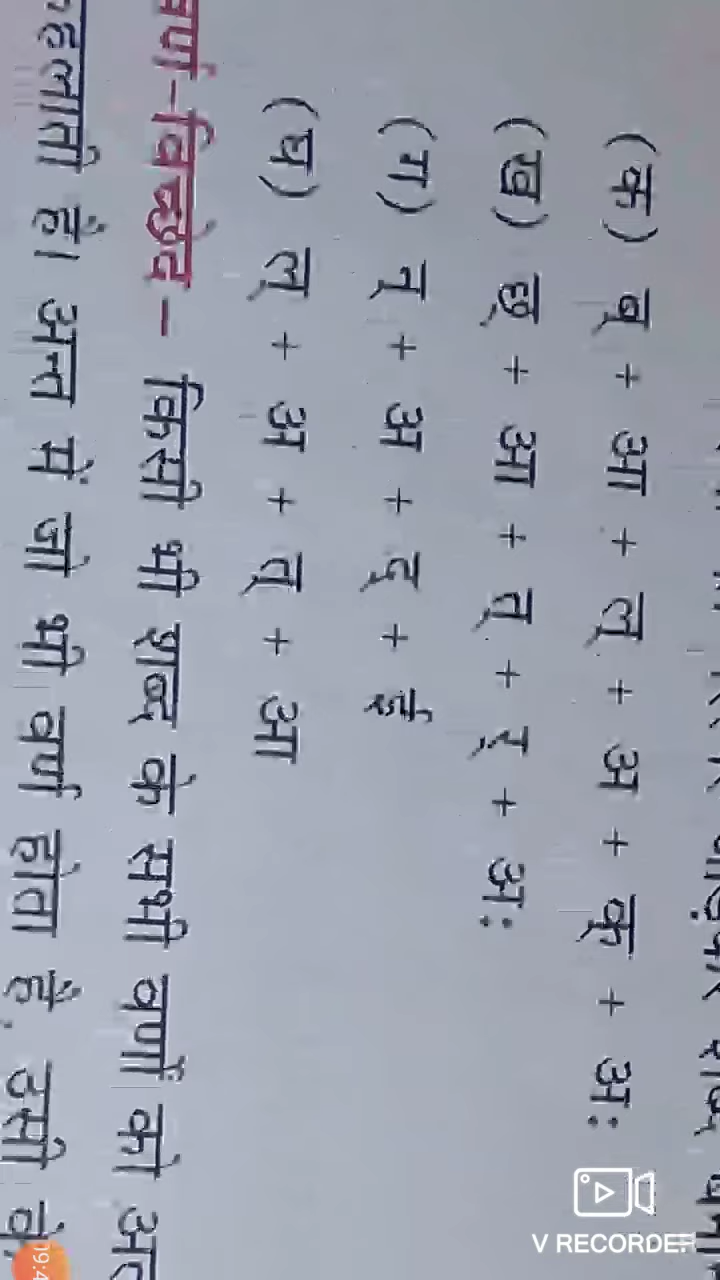 (क) ब् + आ + ल् + अ + क् + अः
(ख) छ् + आ + त् + र् + अः
(ग) न् + अ + द् + ई
(घ) ल् + अ + त् + आ
वर्ण-विच्छेद - किसी भी शब्द के सभी वर्णों को
कहलाती है। अन्त में जो भी वर्ण होता है, उसी के
V RECORDER